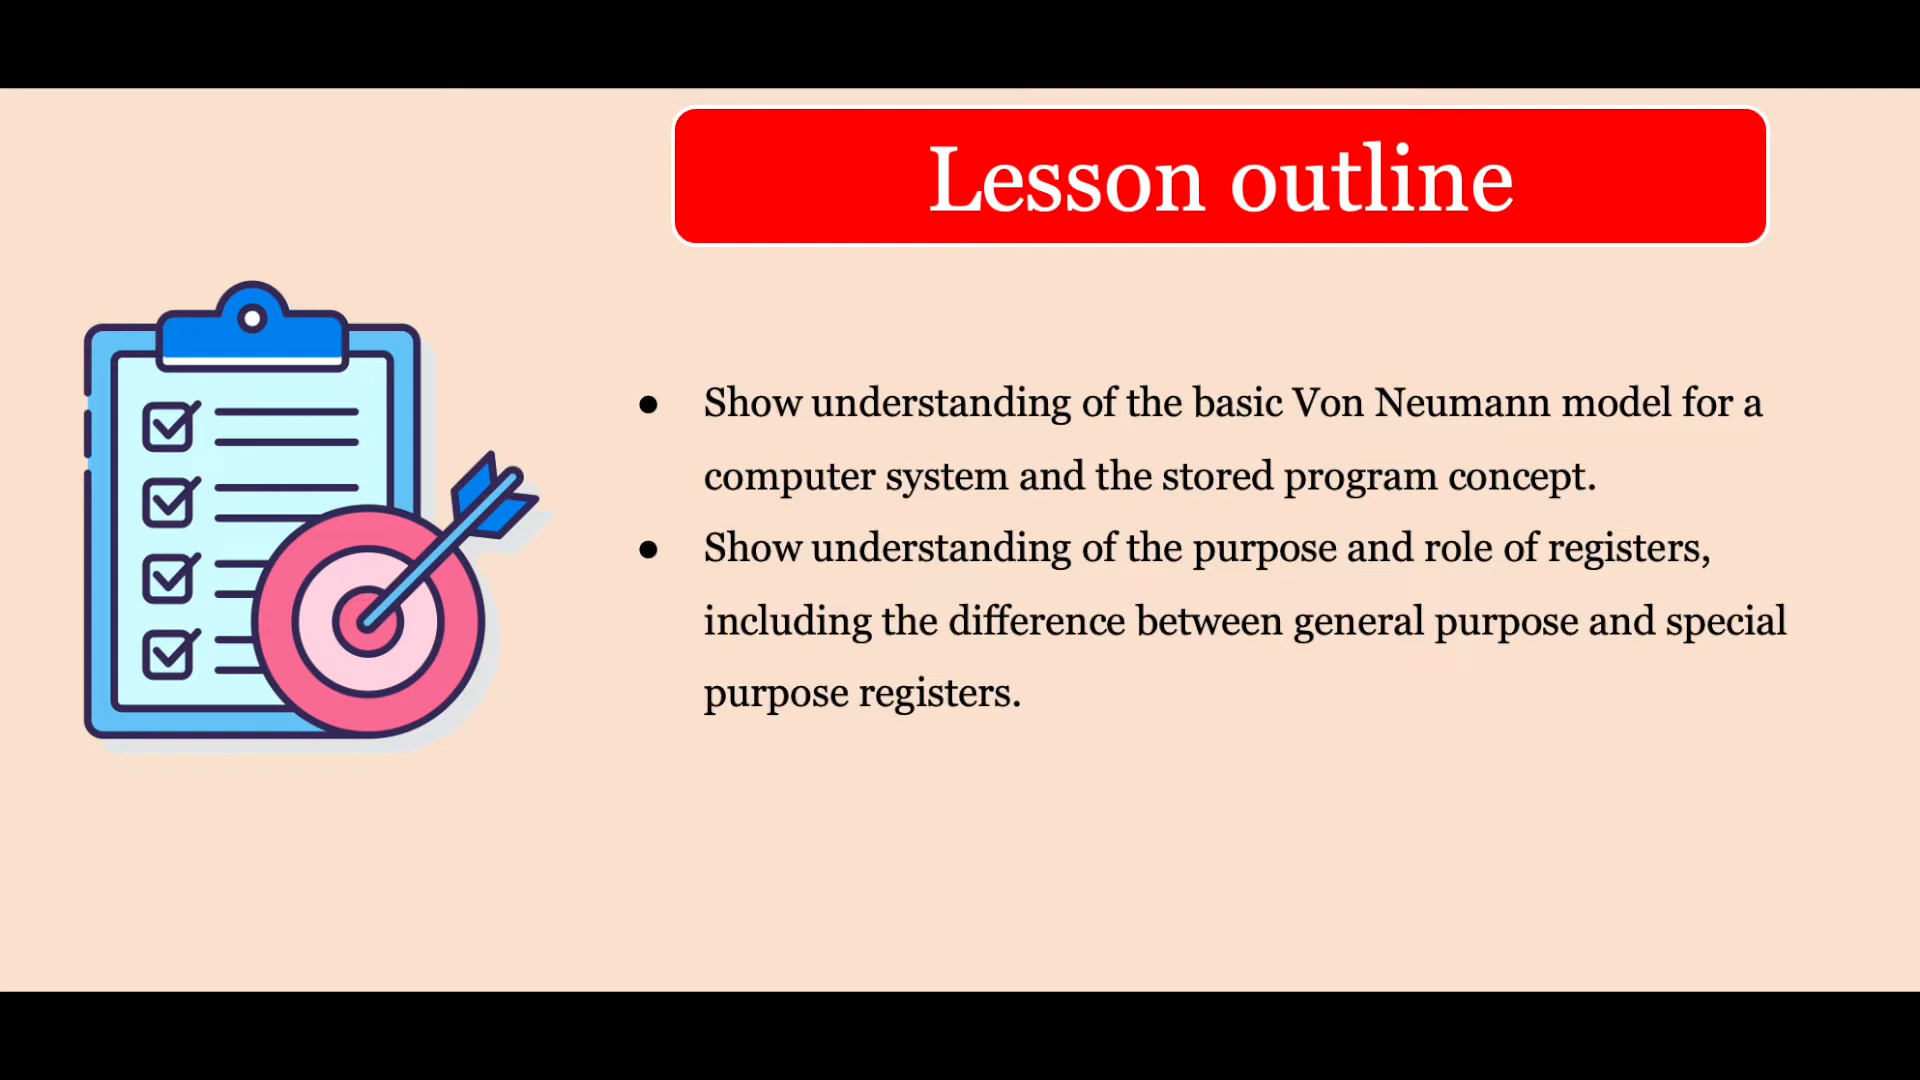 Lesson outline
● Show understanding of the basic Von Neumann model for a
computer system and the stored program concept.
● Show understanding of the purpose and role of registers,
including the difference between general purpose and special
purpose registers.